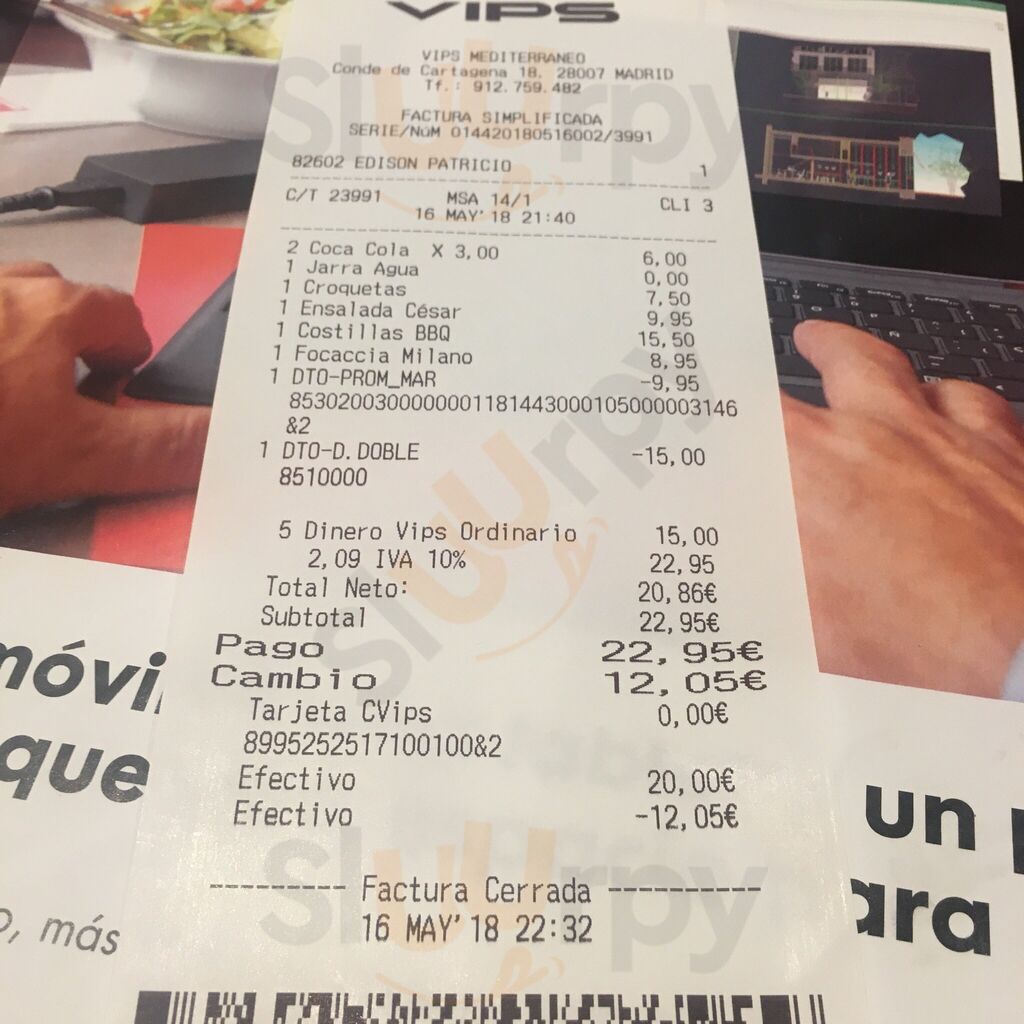 VIPS
VIPS MEDITERRANEO
Conde de Cartagena 18. 28007 MADRID
Tf.: 912.759.482
FACTURA SIMPLIFICADA
SERIE/NúM 014420180516002/3991
82602 EDISON PATRICIO 1
C/T 23991 MSA 14/1 CLI 3
16 MAY'18 21:40
2 Coca Cola X 3,00 6,00
1 Jarra Agua 0,00
1 Croquetas 7,50
1 Ensalada César 9,95
1 Costillas BBQ 15,50
1 Focaccia Milano 8,95
1 DTO-PROM_MAR -9,95
8530200300000001181443000105000003146
&2
1 DTO-D.DOBLE -15,00
8510000
5 Dinero Vips Ordinario 15,00
2,09 IVA 10% 22,95
Total Neto: 20,86€
Subtotal 22,95€
Pago 22,95€
Cambio 12,05€
Tarjeta CVips 0,00€
8995252517100100&2
Efectivo 20,00€
Efectivo -12,05€
---------- Factura Cerrada ----------
16 MAY'18 22:32
móvi
que
o, más
un
ara
Sluurpy
Sluurpy
Sluurpy